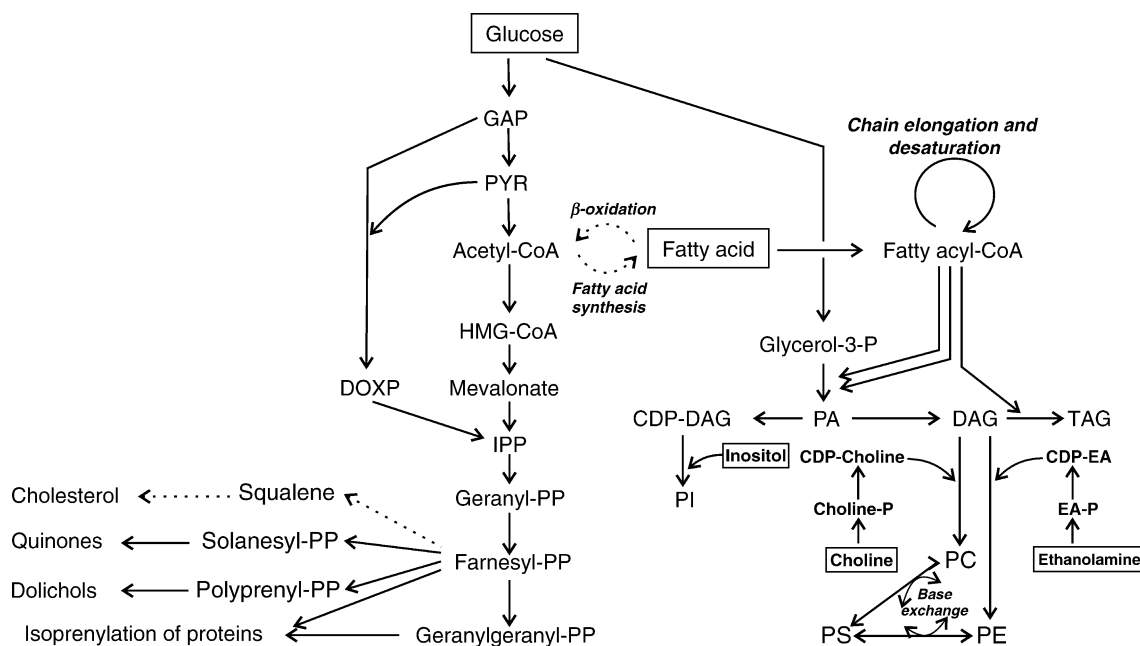 Glucose
GAP
Chain elongation and
desaturation
PYR
β-oxidation
Acetyl-CoA
Fatty acid
Fatty acyl-CoA
Fatty acid
synthesis
HMG-CoA
Glycerol-3-P
DOXP
Mevalonate
CDP-DAG
PA
DAG
TAG
IPP
Inositol
CDP-Choline
CDP-EA
PI
Cholesterol
Squalene
Geranyl-PP
Choline-P
EA-P
Quinones
Solanesyl-PP
Farnesyl-PP
Choline
PC
Ethanolamine
Dolichols
Polyprenyl-PP
Base
exchange
Isoprenylation of proteins
Geranylgeranyl-PP
PS
PE